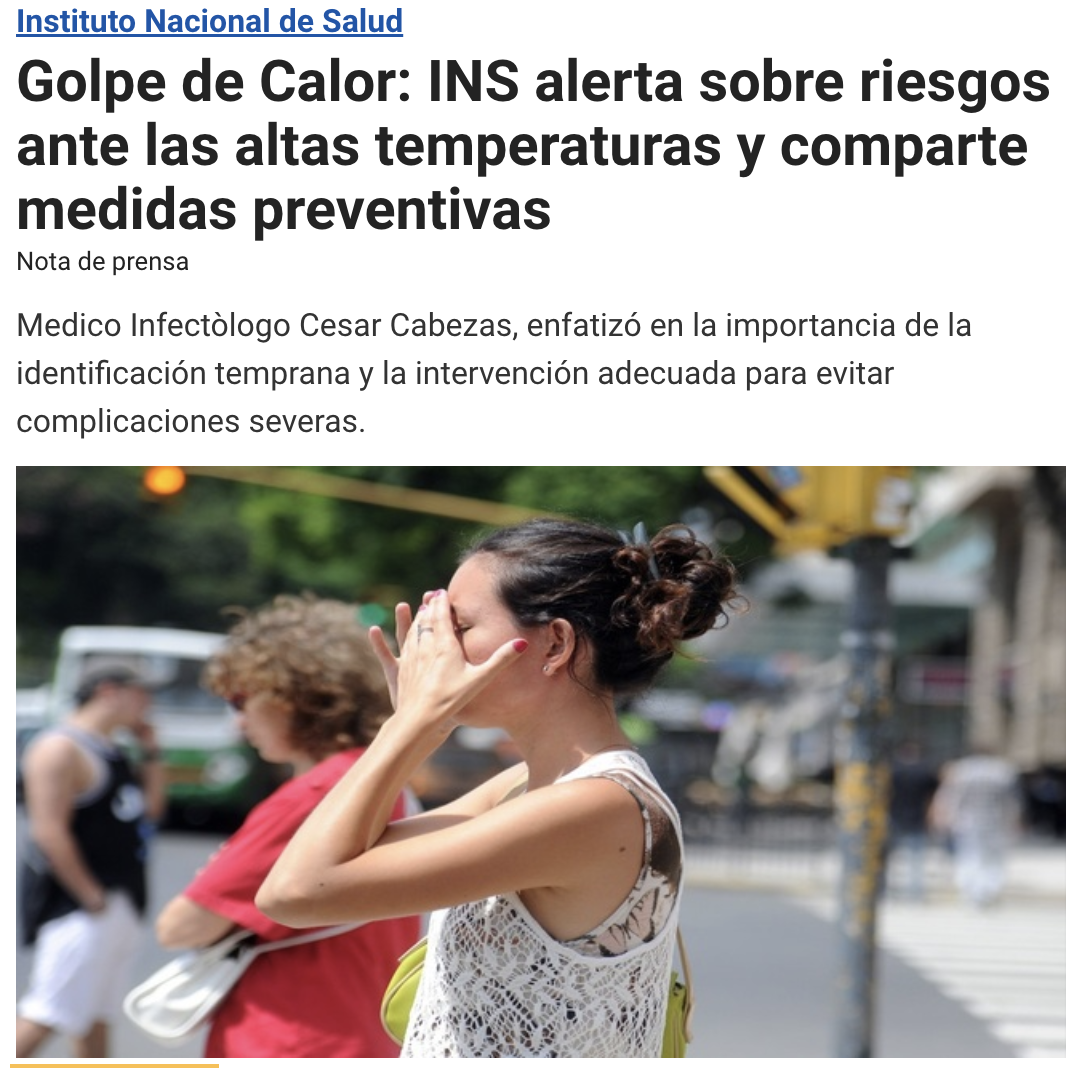 Instituto Nacional de Salud
Golpe de Calor: INS alerta sobre riesgos
ante las altas temperaturas y comparte
medidas preventivas
Nota de prensa
Medico Infectòlogo Cesar Cabezas, enfatizó en la importancia de la
identificación temprana y la intervención adecuada para evitar
complicaciones severas.